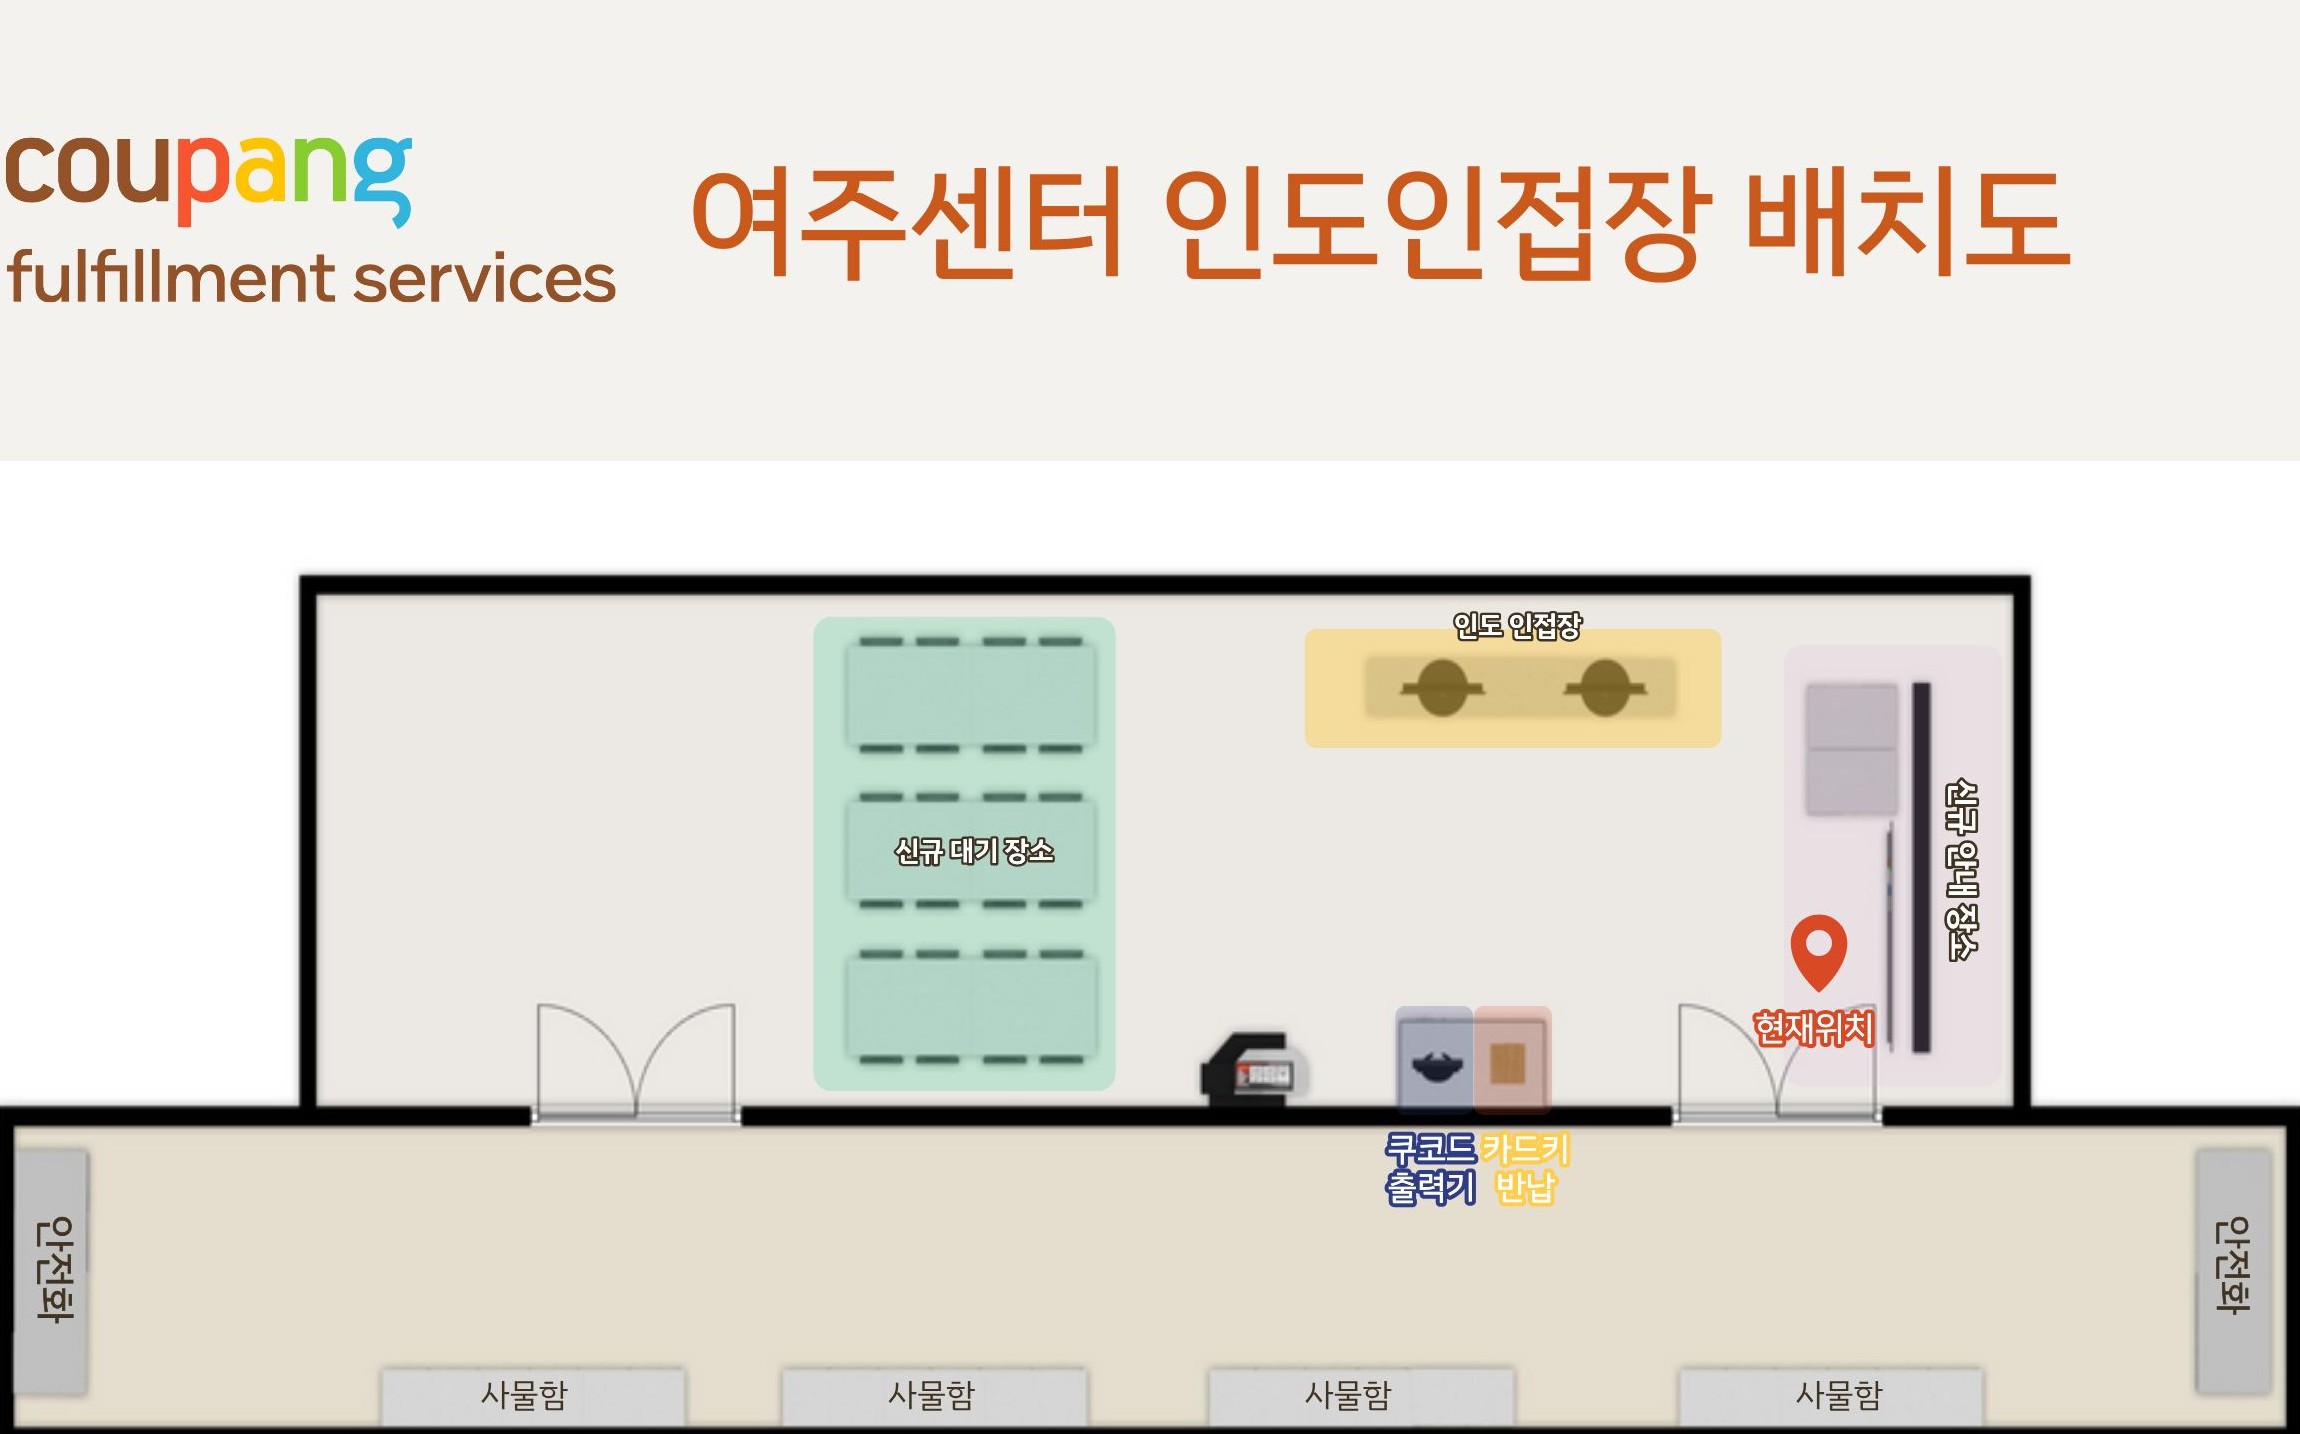 coupang
fulfillment services
여주센터 인도인접장 배치도
인도 인접장
신규 대기 장소
신규 안내 장소
현재위치
쿠코드
출력기
카드키
반납
안전화
안전화
사물함
사물함
사물함
사물함